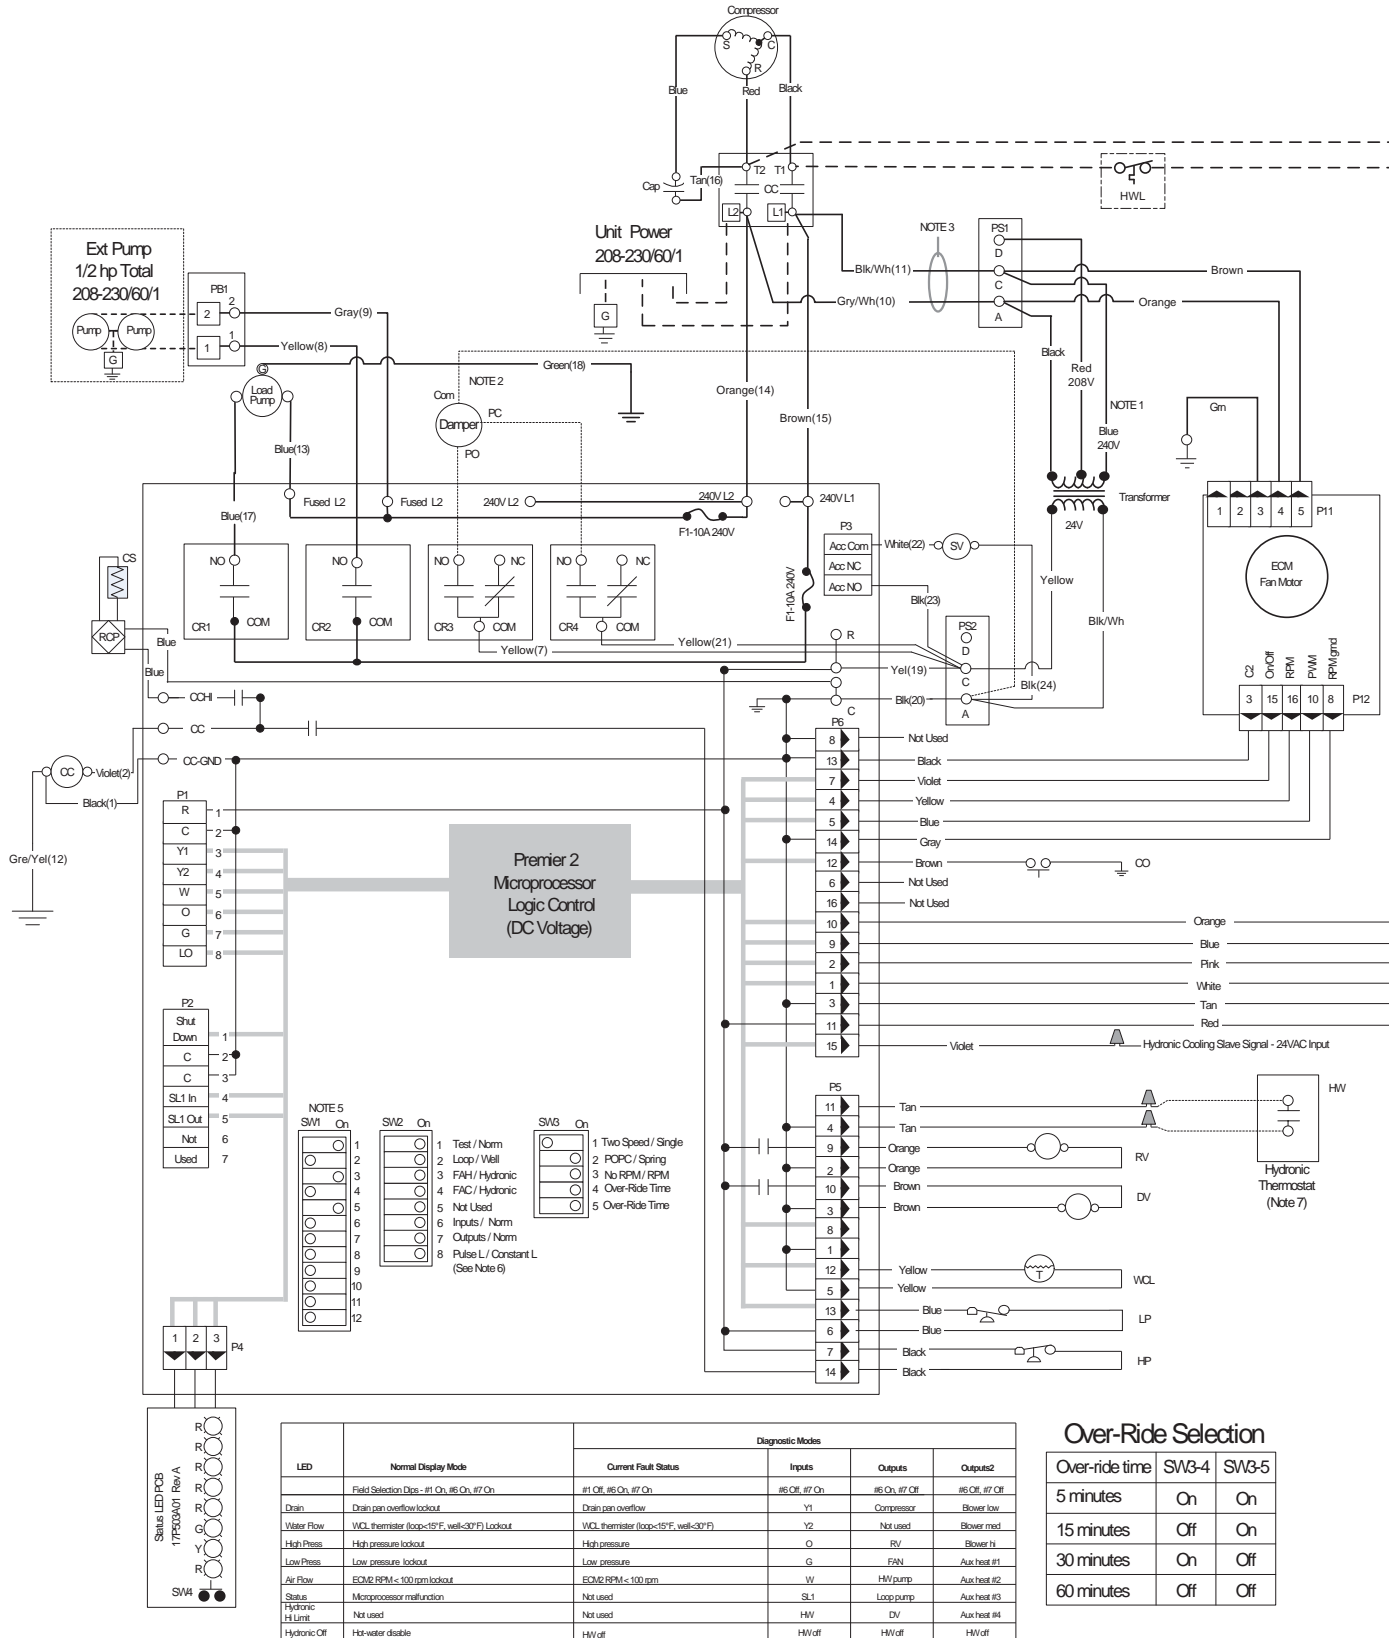 Compressor
S
C
R
Blue
Red
Black
T2 T1
Cap
Tan(16)
CC
HWL
L2 L1
Unit Power
208-230/60/1
G
NOTE 3
PS1
D
C
A
Blk/Wh(11)
Gry/Wh(10)
Brown
Orange
Ext Pump
1/2 hp Total
208-230/60/1
Pump Pump
G
PB1
2 2
1 1
Gray(9)
Yellow(8)
Green(18)
G
Load
Pump
NOTE 2
Com
Damper
PC
PO
Orange(14)
Brown(15)
Black
Red
208V
NOTE 1
Blue
240V
Grn
Blue(13)
Blue(17)
Fused L2 Fused L2 240V L2 240V L2 240V L1
F1-10A 240V
F1-10A 240V
Transformer
24V
1 2 3 4 5 P11
ECM
Fan Motor
P3
Acc Com
Acc NC
Acc NO
White(22)
SV
Blk(23)
Yellow
Blk/Wh
CS
RCP
Blue
Blue
NO
CR1 COM
NO
CR2 COM
NO NC
CR3 COM
NO NC
CR4 COM
Yellow(21)
Yellow(7)
PS2
D
C
A
R
Yel(19)
Blk(20)
Blk(24)
C
C2 On/Off RPM PWM RPM grnd
3 15 16 10 8 P12
CCHI
CC
CC-GND
CC
Violet(2)
Black(1)
Gre/Yel(12)
P1
R 1
C 2
Y1 3
Y2 4
W 5
O 6
G 7
LO 8
P2
Shut
Down 1
C 2
C 3
SL1 In 4
SL1 Out 5
Not 6
Used 7
Premier 2
Microprocessor
Logic Control
(DC Voltage)
P6
8 Not Used
13 Black
7 Violet
4 Yellow
5 Blue
14 Gray
12 Brown CO
6 Not Used
16 Not Used
10 Orange
9 Blue
2 Pink
1 White
3 Tan
11 Red
15 Violet Hydronic Cooling Slave Signal - 24VAC Input
P5
11 Tan
4 Tan
9 Orange
2 Orange
RV
10 Brown
3 Brown
DV
8
1
12 Yellow
5 Yellow
T
WCL
13 Blue
6 Blue
LP
7 Black
14 Black
HP
HW
Hydronic
Thermostat
(Note 7)
NOTE 5
SW1 On
1
2
3
4
5
6
7
8
9
10
11
12
SW2 On
1 Test / Norm
2 Loop / Well
3 FAH / Hydronic
4 FAC / Hydronic
5 Not Used
6 Inputs / Norm
7 Outputs / Norm
8 Pulse L / Constant L
(See Note 6)
SW3 On
1 Two Speed / Single
2 POPC / Spring
3 No RPM / RPM
4 Over-Ride Time
5 Over-Ride Time
1 2 3 P4
Status LED PCB
17P503A01 Rev A
R
R
R
R
R
G
Y
R
SW4
Diagnostic Modes
LED Normal Display Mode Current Fault Status Inputs Outputs Outputs2
Field Selection Dips - #1 On, #6 On, #7 On #1 Off, #6 On, #7 On #6 Off, #7 On #6 On, #7 Off #6 Off, #7 Off
Drain Drain pan overflow lockout Drain pan overflow Y1 Compressor Blower low
Water Flow WCL thermister (loop<15°F, well<30°F) Lockout WCL thermister (loop<15°F, well<30°F) Y2 Not used Blower med
High Press High pressure lockout High pressure O RV Blower hi
Low Press Low pressure lockout Low pressure G FAN Aux heat #1
Air Flow ECM2 RPM < 100 rpm lockout ECM2 RPM < 100 rpm W HW pump Aux heat #2
Status Microprocessor malfunction Not used SL1 Loop pump Aux heat #3
Hydronic
Hi Limit Not used Not used HW DV Aux heat #4
Hydronic Off Hot-water disable HW off HW off HW off HW off
Over-Ride Selection
Over-ride time SW3-4 SW3-5
5 minutes On On
15 minutes Off On
30 minutes On Off
60 minutes Off Off